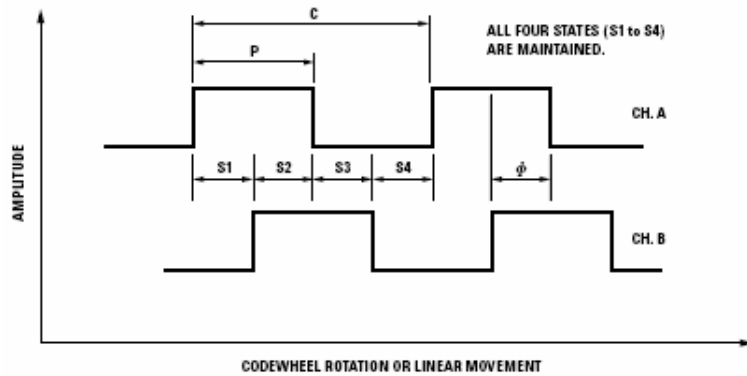 C
ALL FOUR STATES (S1 to S4)
ARE MAINTAINED.
P
CH. A
S1 S2 S3 S4 ϕ
AMPLITUDE
CH. B
CODEWHEEL ROTATION OR LINEAR MOVEMENT